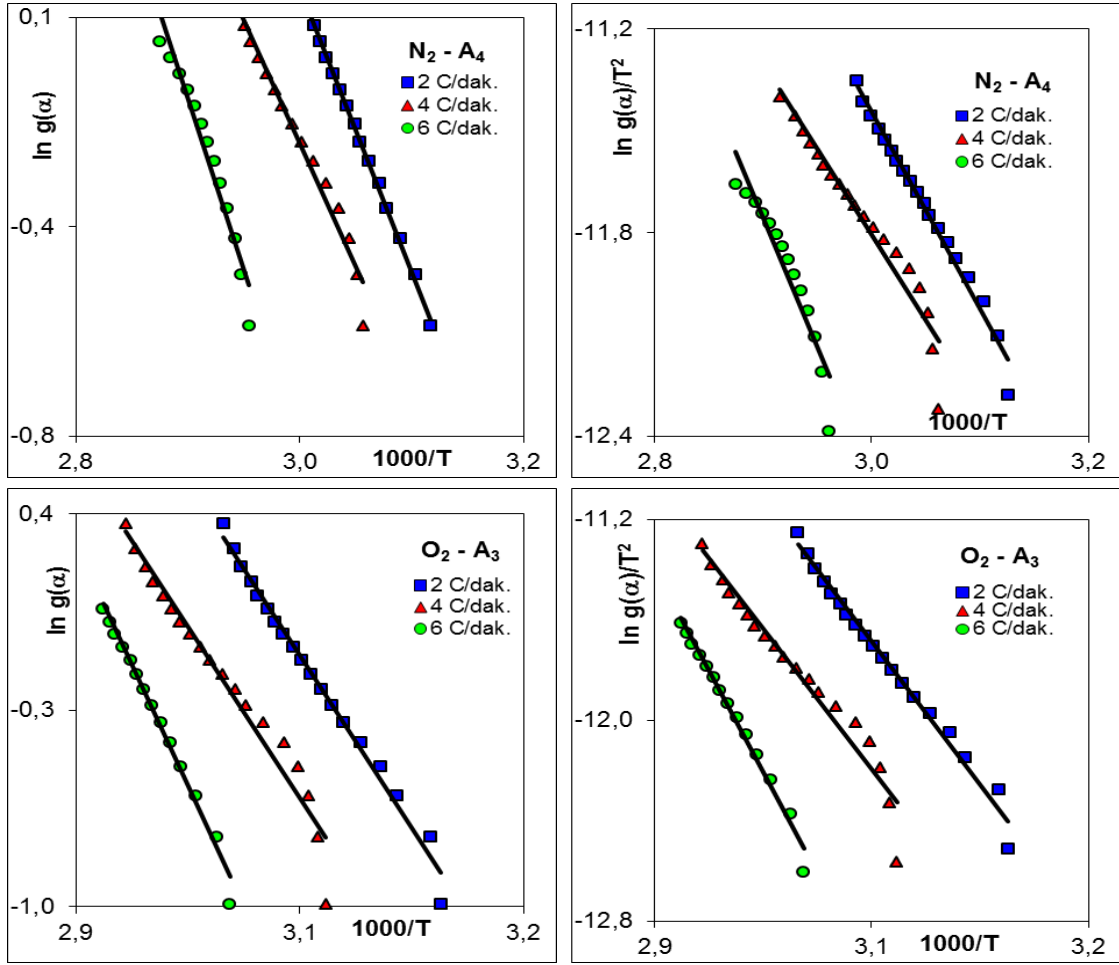 0,1
-0,4
-0,8
2,8
3,0
3,2
ln g(α)
1000/T
N₂ - A₄
2 C/dak.
4 C/dak.
6 C/dak.
-11,2
-11,8
-12,4
2,8
3,0
3,2
ln g(α)/T²
1000/T
N₂ - A₄
2 C/dak.
4 C/dak.
6 C/dak.
0,4
-0,3
-1,0
2,9
3,1
3,2
ln g(α)
1000/T
O₂ - A₃
2 C/dak.
4 C/dak.
6 C/dak.
-11,2
-12,0
-12,8
2,9
3,1
3,2
ln g(α)/T²
1000/T
O₂ - A₃
2 C/dak.
4 C/dak.
6 C/dak.